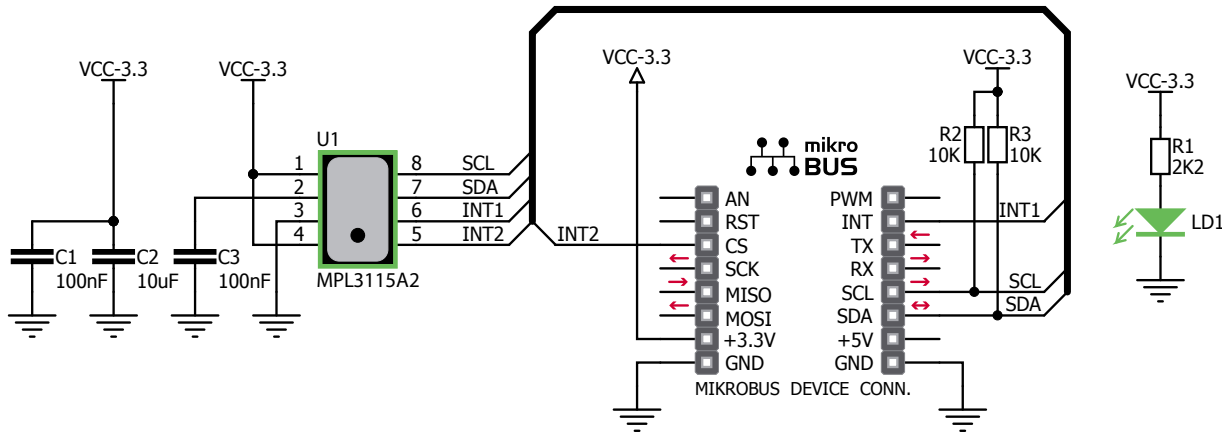 VCC-3.3
VCC-3.3
VCC-3.3
VCC-3.3
VCC-3.3
U1
1
2
3
4
8
7
6
5
SCL
SDA
INT1
INT2
MPL3115A2
C1
100nF
C2
10uF
C3
100nF
INT2
mikro
BUS
AN
RST
CS
SCK
MISO
MOSI
+3.3V
GND
PWM
INT
TX
RX
SCL
SDA
+5V
GND
MIKROBUS DEVICE CONN.
R2
10K
R3
10K
INT1
SCL
SDA
R1
2K2
LD1